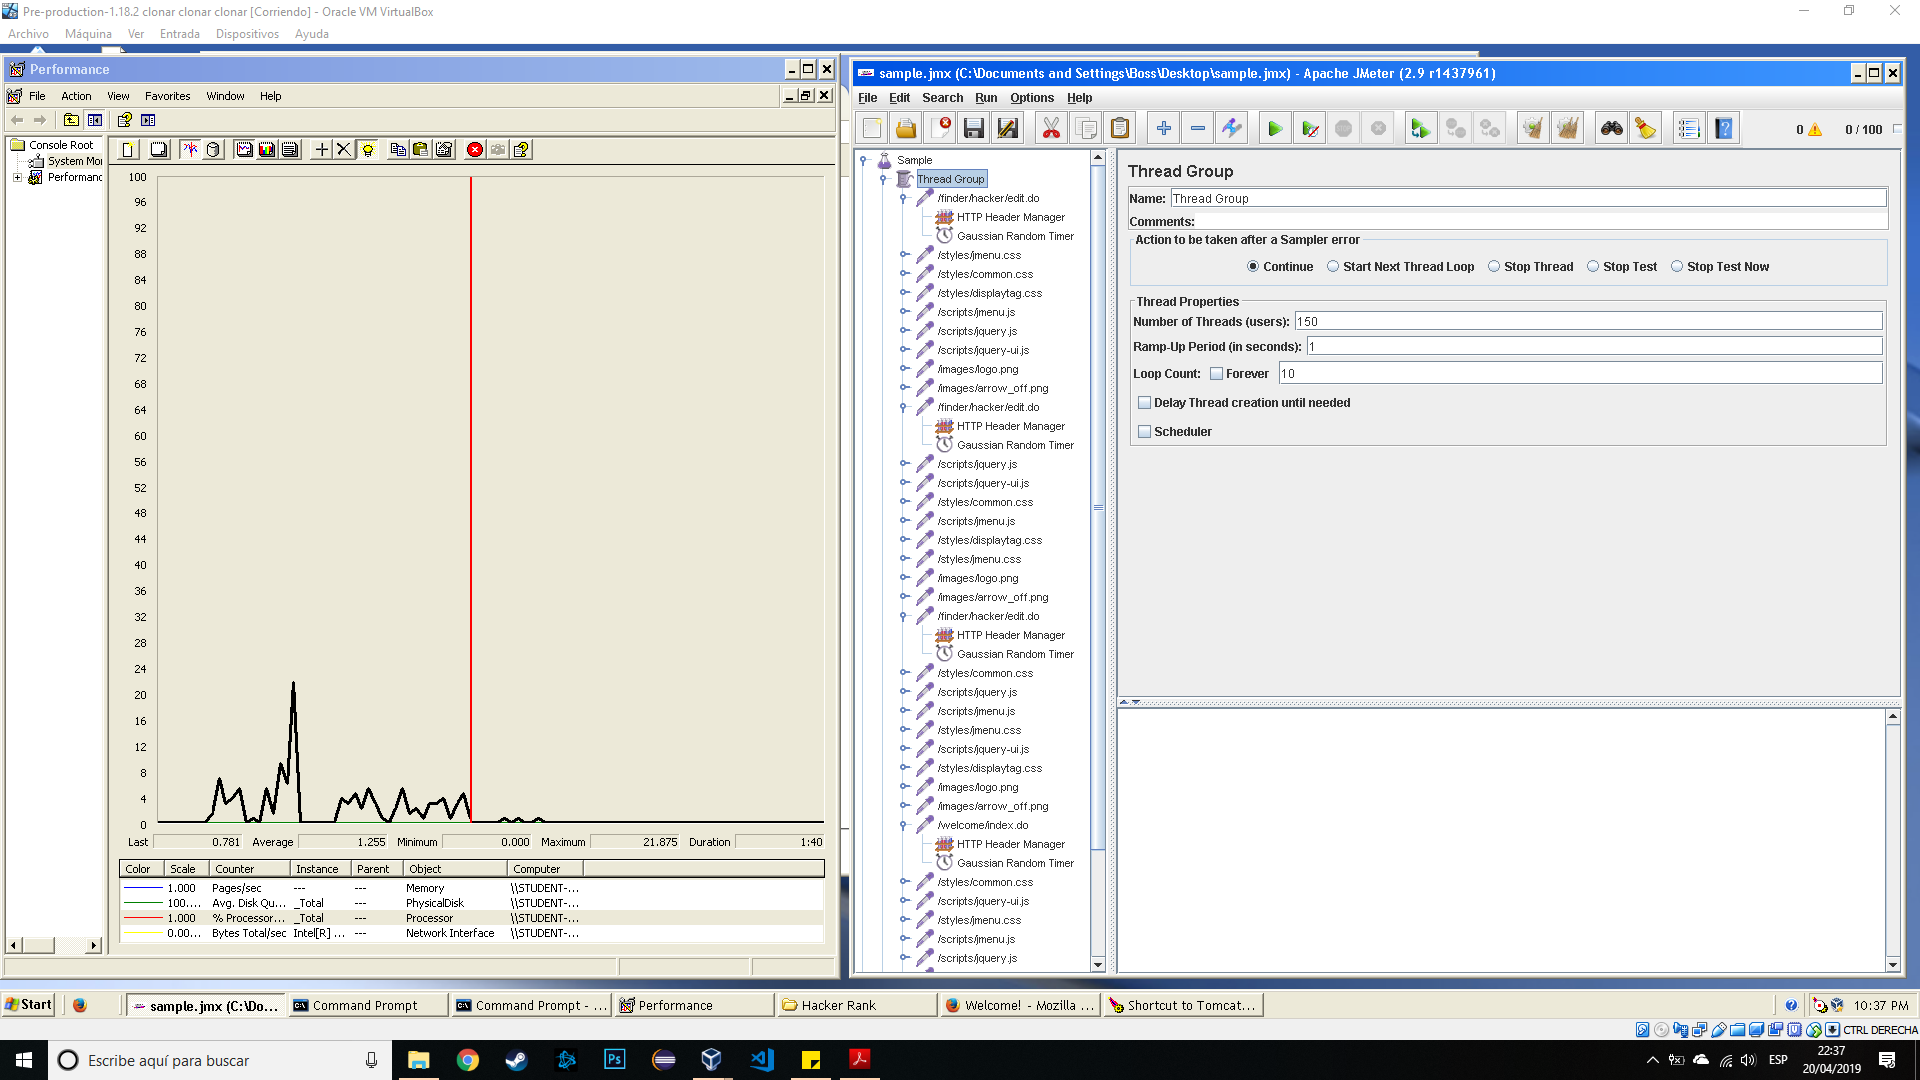 Pre-production-1.18.2 clonar clonar clonar [Corriendo] - Oracle VM VirtualBox
Archivo Máquina Ver Entrada Dispositivos Ayuda
Performance
File Action View Favorites Window Help
Console Root
System Mo
Performanc
100
96
92
88
84
80
76
72
68
64
60
56
52
48
44
40
36
32
28
24
20
16
12
8
4
0
Last 0.781 Average 1.255 Minimum 0.000 Maximum 21.875 Duration 1:40
Color Scale Counter Instance Parent Object Computer
1.000 Pages/sec --- --- Memory \\STUDENT-...
100.... Avg. Disk Qu... _Total --- PhysicalDisk \\STUDENT-...
1.000 % Processor... _Total --- Processor \\STUDENT-...
0.00... Bytes Total/sec Intel[R] ... --- Network Interface \\STUDENT-...
sample.jmx (C:\Documents and Settings\Boss\Desktop\sample.jmx) - Apache JMeter (2.9 r1437961)
File Edit Search Run Options Help
0 0 / 100
Sample
Thread Group
/finder/hacker/edit.do
HTTP Header Manager
Gaussian Random Timer
/styles/jmenu.css
/styles/common.css
/styles/displaytag.css
/scripts/jmenu.js
/scripts/jquery.js
/scripts/jquery-ui.js
/images/logo.png
/images/arrow_off.png
/finder/hacker/edit.do
HTTP Header Manager
Gaussian Random Timer
/scripts/jquery.js
/scripts/jquery-ui.js
/styles/common.css
/scripts/jmenu.js
/styles/displaytag.css
/styles/jmenu.css
/images/logo.png
/images/arrow_off.png
/finder/hacker/edit.do
HTTP Header Manager
Gaussian Random Timer
/styles/common.css
/scripts/jquery.js
/scripts/jmenu.js
/styles/jmenu.css
/scripts/jquery-ui.js
/styles/displaytag.css
/images/logo.png
/images/arrow_off.png
/welcome/index.do
HTTP Header Manager
Gaussian Random Timer
/styles/common.css
/scripts/jquery-ui.js
/styles/jmenu.css
/scripts/jmenu.js
/scripts/jquery.js
Thread Group
Name: Thread Group
Comments:
Action to be taken after a Sampler error
Continue Start Next Thread Loop Stop Thread Stop Test Stop Test Now
Thread Properties
Number of Threads (users): 150
Ramp-Up Period (in seconds): 1
Loop Count: Forever 10
Delay Thread creation until needed
Scheduler
Start sample.jmx (C:\Do... Command Prompt Command Prompt - ... Performance Hacker Rank Welcome! - Mozilla ... Shortcut to Tomcat... 10:37 PM
CTRL DERECHA
Escribe aquí para buscar
Ps
ESP
22:37
20/04/2019